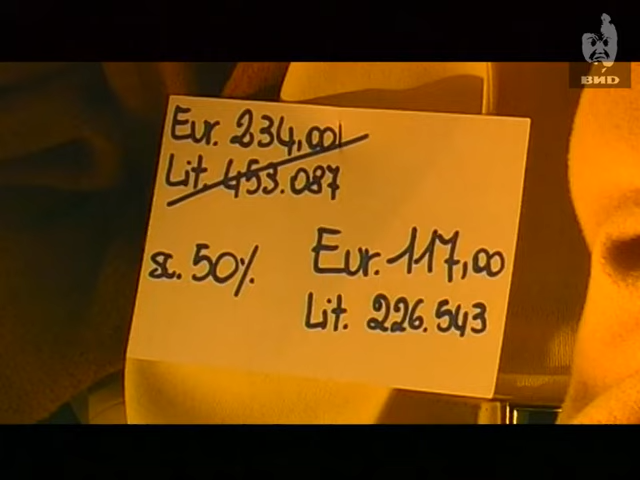 ВИD
Eur. 234,00
Lit. 453.087
sc. 50%
Eur. 117,00
Lit. 226.543